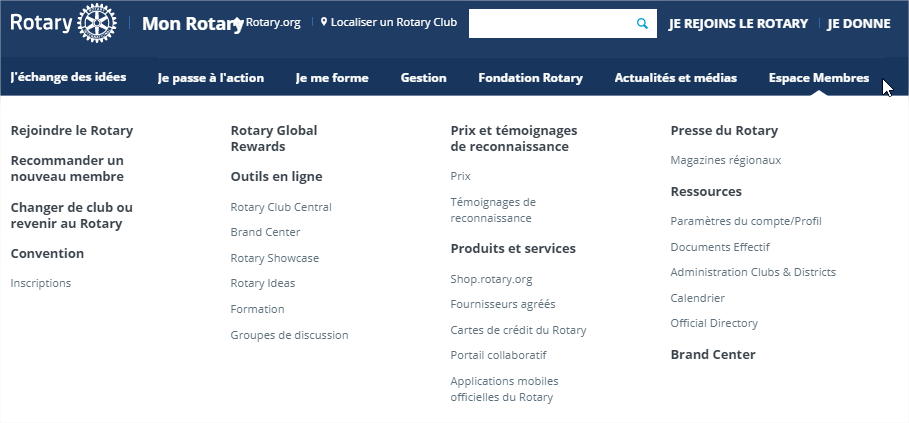 Rotary
Mon Rotary
Rotary.org
Localiser un Rotary Club
JE REJOINS LE ROTARY
JE DONNE
J'échange des idées
Je passe à l'action
Je me forme
Gestion
Fondation Rotary
Actualités et médias
Espace Membres
Rejoindre le Rotary
Recommander un
nouveau membre
Changer de club ou
revenir au Rotary
Convention
Inscriptions
Rotary Global
Rewards
Outils en ligne
Rotary Club Central
Brand Center
Rotary Showcase
Rotary Ideas
Formation
Groupes de discussion
Prix et témoignages
de reconnaissance
Prix
Témoignages de
reconnaissance
Produits et services
Shop.rotary.org
Fournisseurs agréés
Cartes de crédit du Rotary
Portail collaboratif
Applications mobiles
officielles du Rotary
Presse du Rotary
Magazines régionaux
Ressources
Paramètres du compte/Profil
Documents Effectif
Administration Clubs & Districts
Calendrier
Official Directory
Brand Center